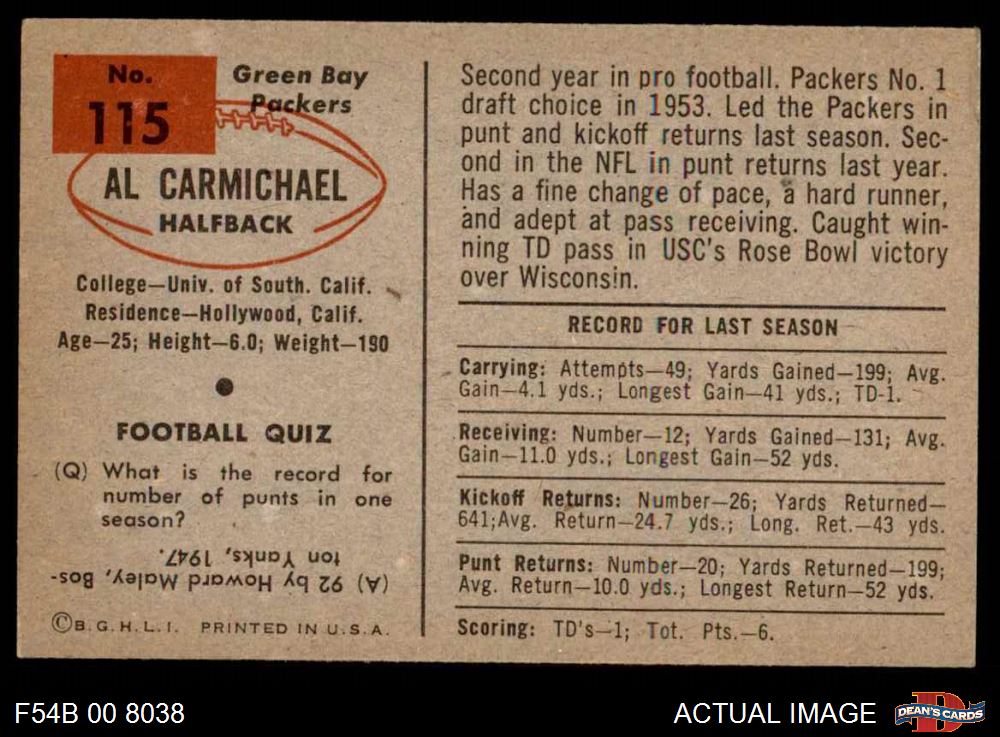 No.
115
Green Bay
Packers
AL CARMICHAEL
HALFBACK
College—Univ. of South. Calif.
Residence—Hollywood, Calif.
Age—25; Height—6.0; Weight—190
FOOTBALL QUIZ
(Q) What is the record for
number of punts in one
season?
(A) 92 by Howard Maley, Bos-
ton Yanks, 1947.
©B.G.H.L.I. PRINTED IN U.S.A.
Second year in pro football. Packers No. 1
draft choice in 1953. Led the Packers in
punt and kickoff returns last season. Sec-
ond in the NFL in punt returns last year.
Has a fine change of pace, a hard runner,
and adept at pass receiving. Caught win-
ning TD pass in USC's Rose Bowl victory
over Wisconsin.
RECORD FOR LAST SEASON
Carrying: Attempts—49; Yards Gained—199; Avg.
Gain—4.1 yds.; Longest Gain—41 yds.; TD-1.
Receiving: Number—12; Yards Gained—131; Avg.
Gain—11.0 yds.; Longest Gain—52 yds.
Kickoff Returns: Number—26; Yards Returned—
641;Avg. Return—24.7 yds.; Long. Ret.—43 yds.
Punt Returns: Number—20; Yards Returned—199;
Avg. Return—10.0 yds.; Longest Return—52 yds.
Scoring: TD's—1; Tot. Pts.—6.
F54B 00 8038
ACTUAL IMAGE
DEAN'S CARDS